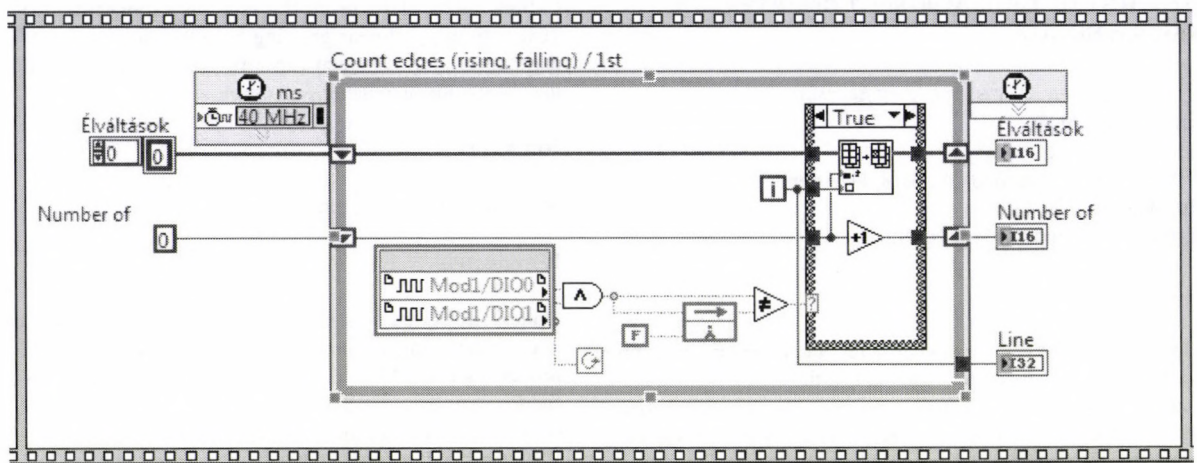 Count edges (rising, falling) / 1st
ms
40 MHz
Élváltások
0
0
Number of
0
True
i
+1
Mod1/DIO0
Mod1/DIO1
F
?
Élváltások
I16]
Number of
I16
Line
I32